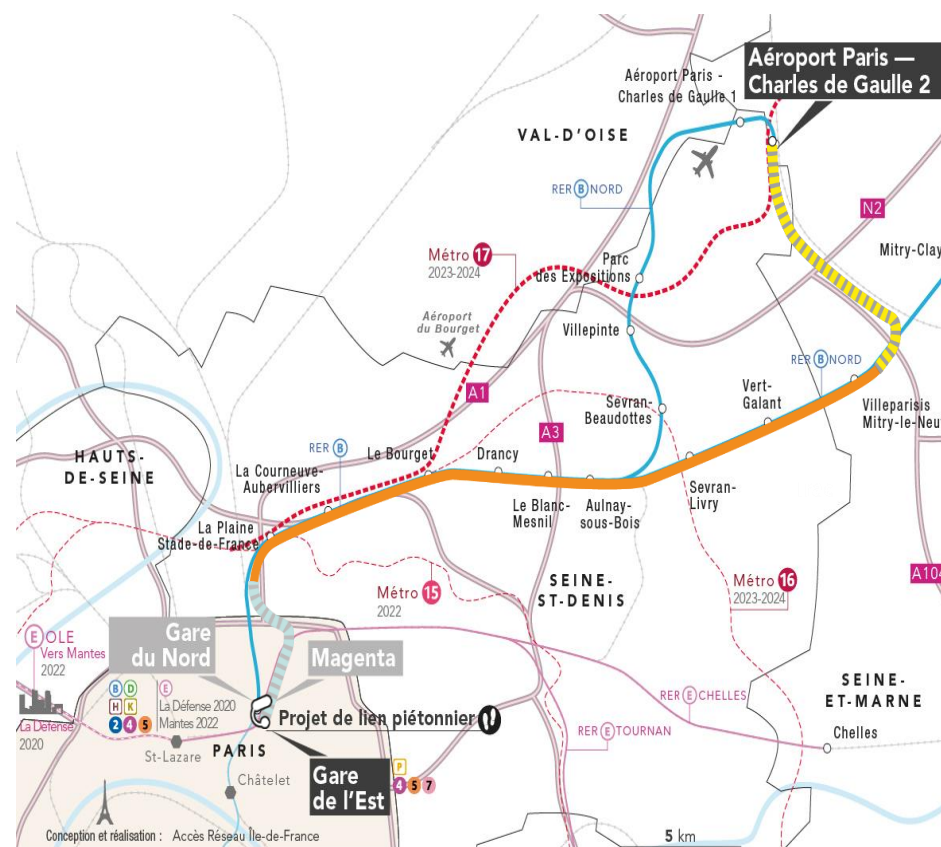 Aéroport Paris —
Charles de Gaulle 2
Aéroport Paris -
Charles de Gaulle 1
VAL-D'OISE
RER B NORD
N2
Mitry-Clay
Métro 17
2023-2024
Parc
des Expositions
Aéroport
du Bourget
Villepinte
RER B NORD
A1
Vert-
Galant
Sevran-
Beaudottes
Villeparisis
Mitry-le-Neuf
A3
HAUTS-
DE-SEINE
RER B
Le Bourget
Drancy
La Courneuve-
Aubervilliers
Le Blanc-
Mesnil
Aulnay-
sous-Bois
Sevran-
Livry
La Plaine
Stade-de-France
A104
Métro 15
2022
SEINE-
ST-DENIS
Métro 16
2023-2024
E OLE
Vers Mantes
2022
Gare
du Nord
Magenta
B D E
H K
2 4 5
La Défense 2020
Mantes 2022
La Défense
2020
St-Lazare
PARIS
Projet de lien piétonnier
RER E CHELLES
RER E TOURNAN
SEINE-
ET-MARNE
Chelles
Châtelet
Gare
de l'Est
P
4 5 7
Conception et réalisation : Accès Réseau Île-de-France
5 km